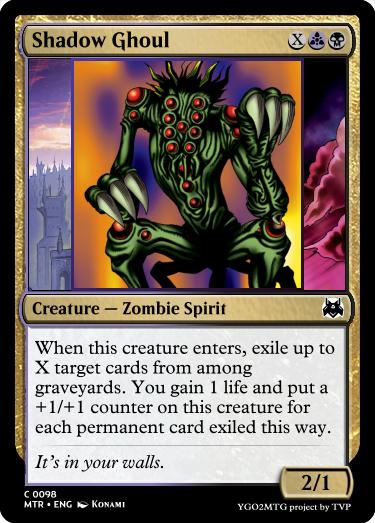 Shadow Ghoul X
Creature — Zombie Spirit
When this creature enters, exile up to
X target cards from among
graveyards. You gain 1 life and put a
+1/+1 counter on this creature for
each permanent card exiled this way.
It's in your walls.
2/1
C 0098
MTR • ENG Konami
YGO2MTG project by TVP